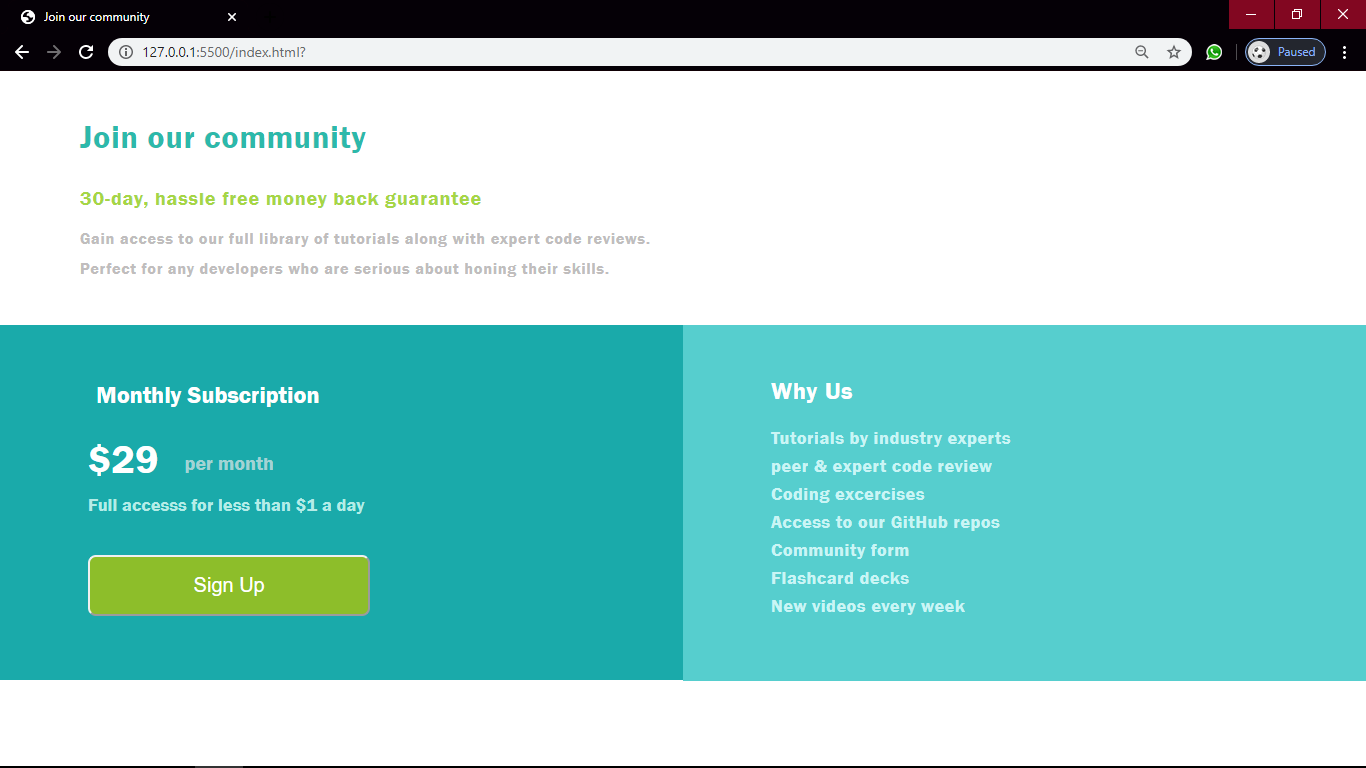 Join our community
127.0.0.1:5500/index.html?
Paused
Join our community
30-day, hassle free money back guarantee
Gain access to our full library of tutorials along with expert code reviews.
Perfect for any developers who are serious about honing their skills.
Monthly Subscription
$29 per month
Full accesss for less than $1 a day
Sign Up
Why Us
Tutorials by industry experts
peer & expert code review
Coding excercises
Access to our GitHub repos
Community form
Flashcard decks
New videos every week